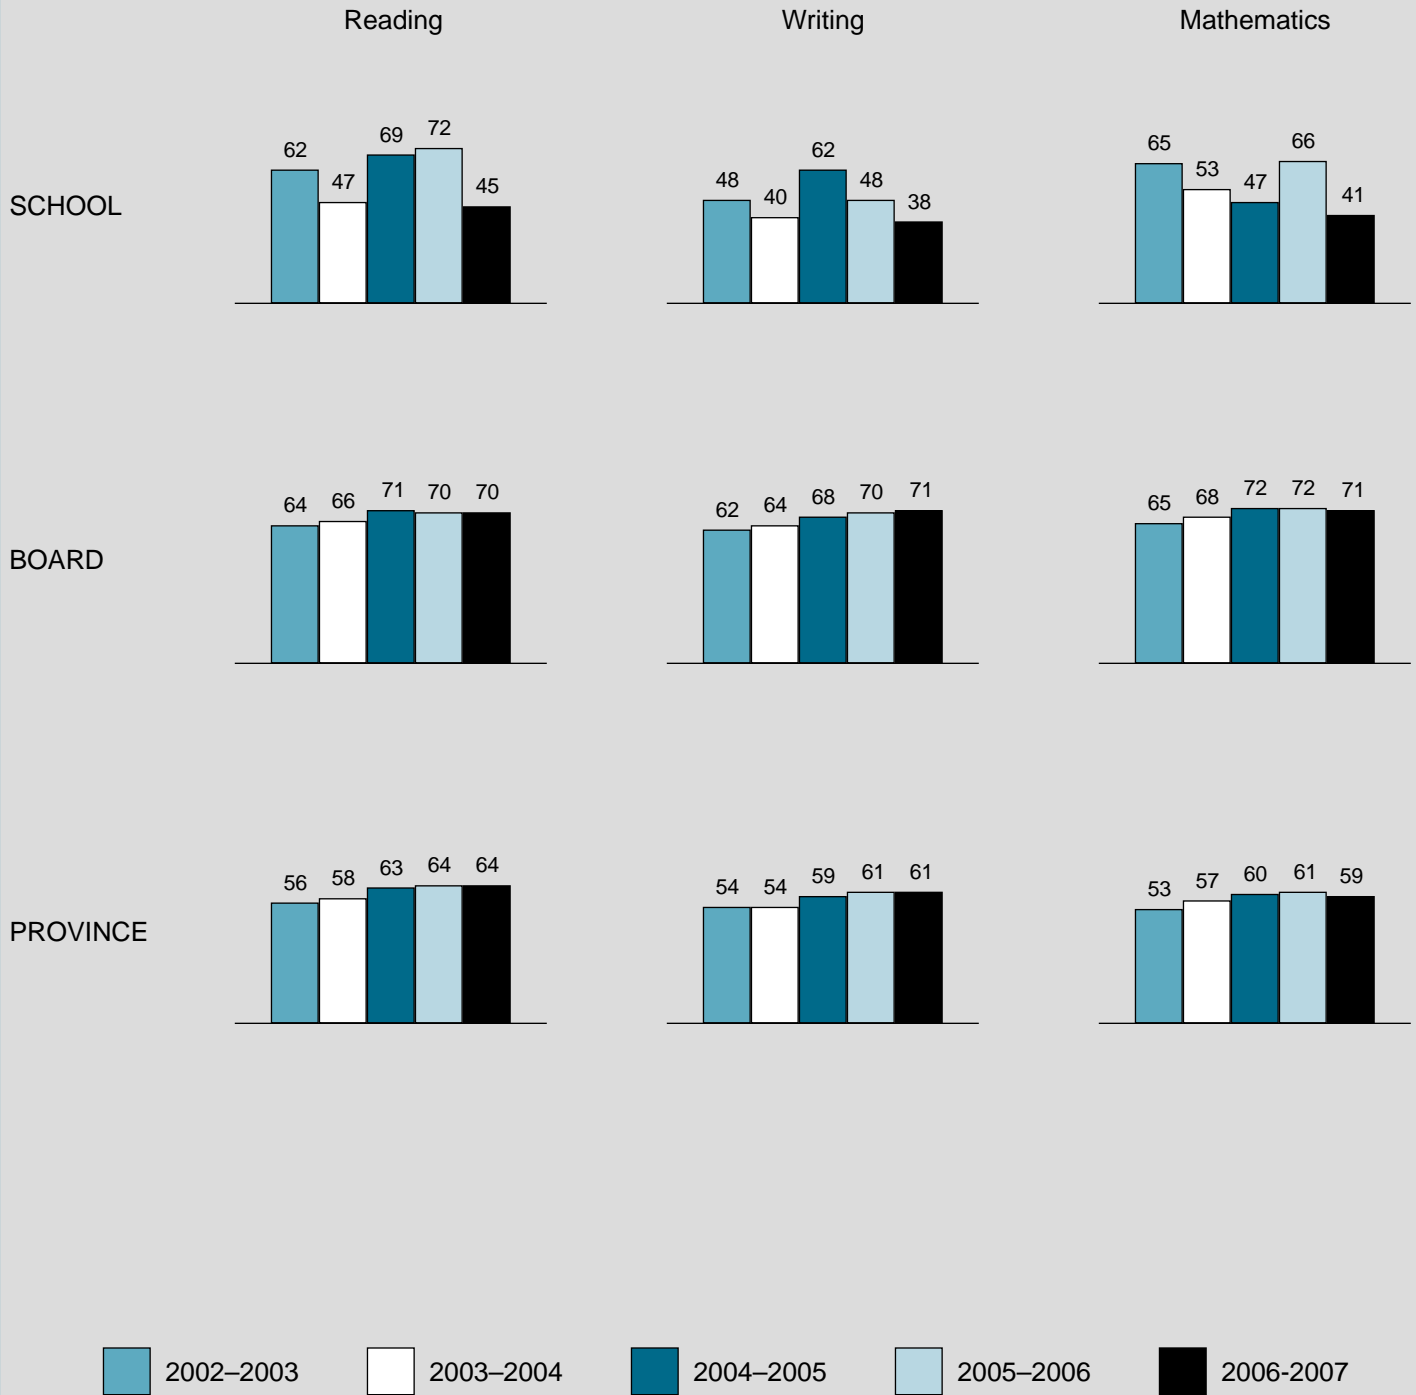 Reading Writing Mathematics
SCHOOL
62 47 69 72 45
48 40 62 48 38
65 53 47 66 41
BOARD
64 66 71 70 70
62 64 68 70 71
65 68 72 72 71
PROVINCE
56 58 63 64 64
54 54 59 61 61
53 57 60 61 59
2002–2003 2003–2004 2004–2005 2005–2006 2006-2007